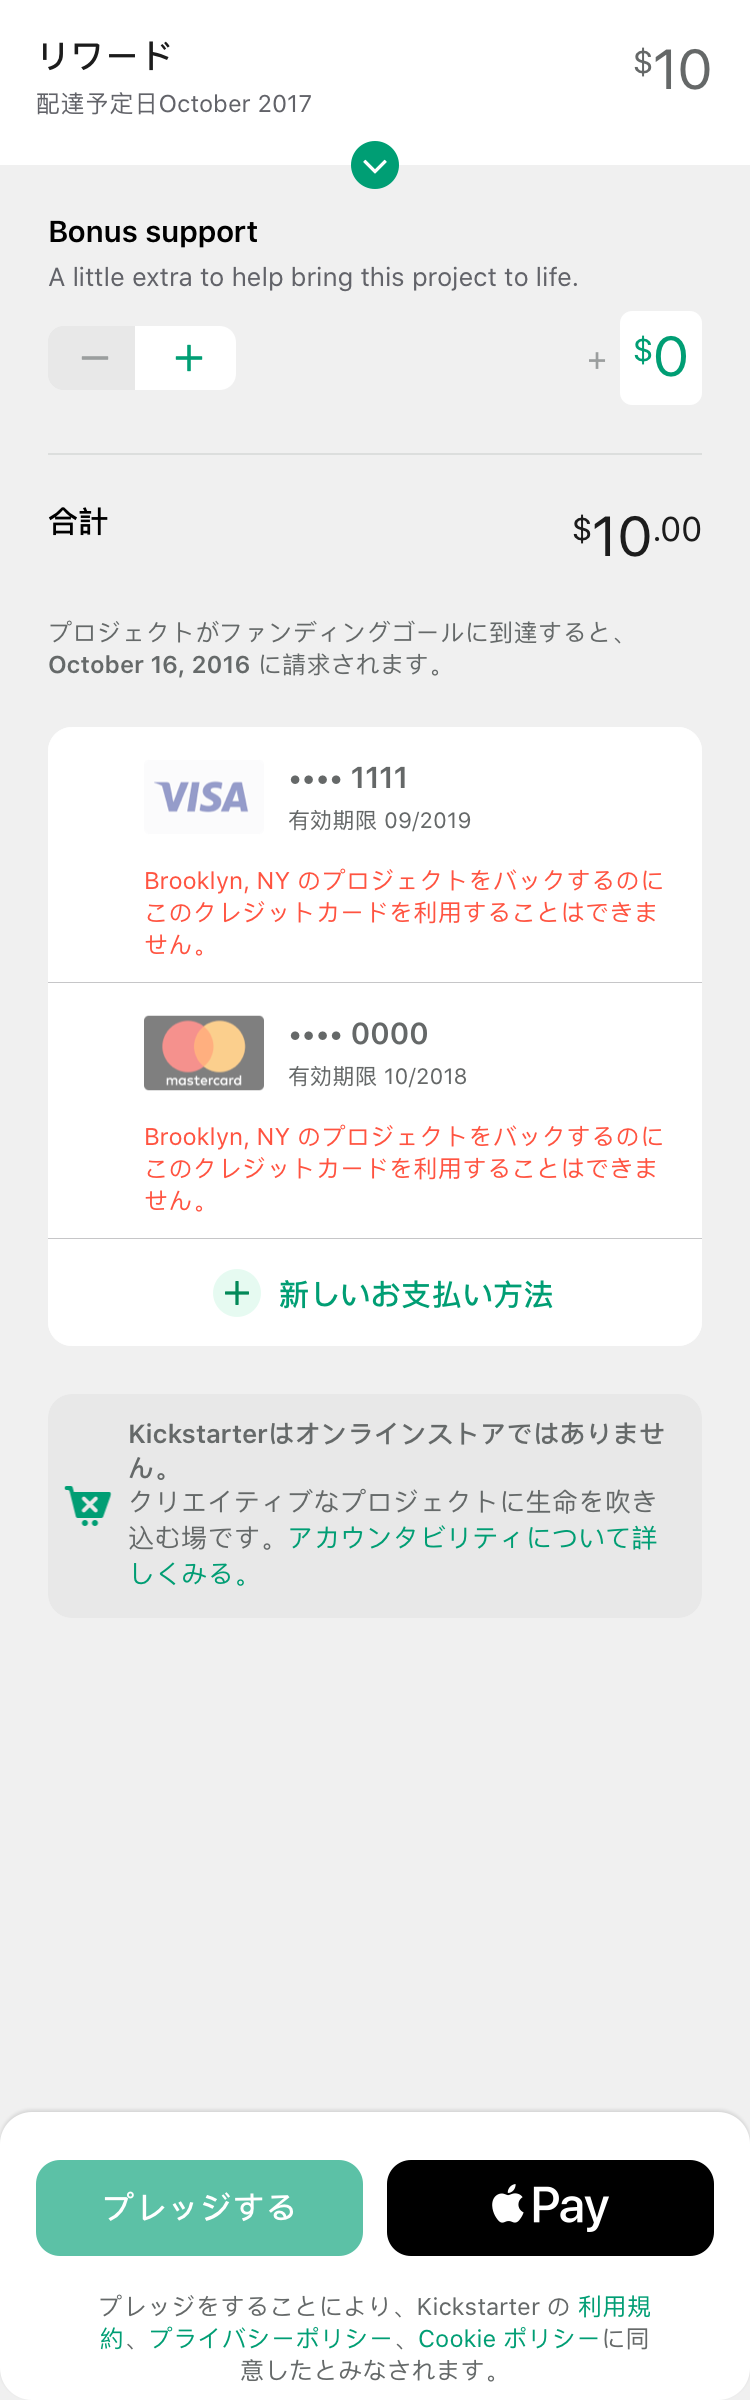 リワード
$10
配達予定日October 2017
Bonus support
A little extra to help bring this project to life.
− +
+ $0
合計
$10.00
プロジェクトがファンディングゴールに到達すると、
October 16, 2016 に請求されます。
VISA
•••• 1111
有効期限 09/2019
Brooklyn, NY のプロジェクトをバックするのに
このクレジットカードを利用することはできま
せん。
mastercard
•••• 0000
有効期限 10/2018
Brooklyn, NY のプロジェクトをバックするのに
このクレジットカードを利用することはできま
せん。
+ 新しいお支払い方法
Kickstarterはオンラインストアではありませ
ん。
クリエイティブなプロジェクトに生命を吹き
込む場です。アカウンタビリティについて詳
しくみる。
プレッジする
Pay
プレッジをすることにより、Kickstarter の 利用規
約、プライバシーポリシー、Cookie ポリシーに同
意したとみなされます。